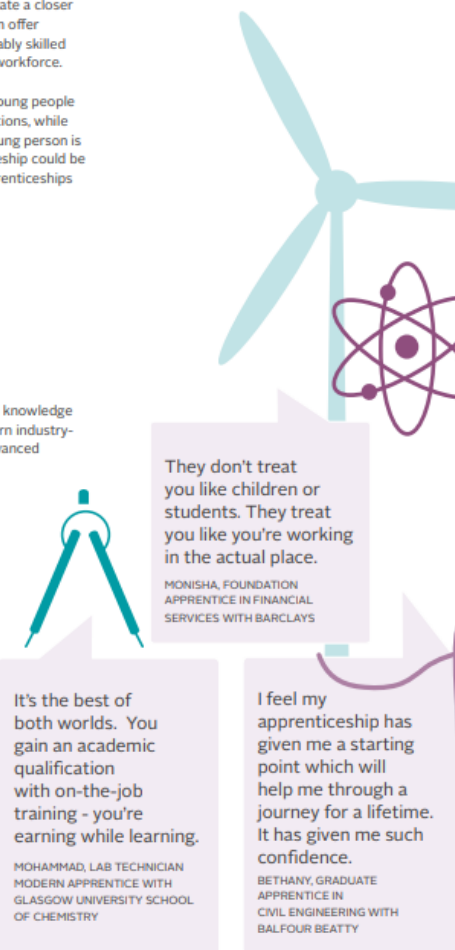 ate a closer
offer
ably skilled
workforce.
oung people
tions, while
ung person is
eship could be
enticeships
knowledge
rn industry-
vanced
They don't treat
you like children or
students. They treat
you like you're working
in the actual place.
MONISHA, FOUNDATION
APPRENTICE IN FINANCIAL
SERVICES WITH BARCLAYS
It's the best of
both worlds. You
gain an academic
qualification
with on-the-job
training - you're
earning while learning.
MOHAMMAD, LAB TECHNICIAN
MODERN APPRENTICE WITH
GLASGOW UNIVERSITY SCHOOL
OF CHEMISTRY
I feel my
apprenticeship has
given me a starting
point which will
help me through a
journey for a lifetime.
It has given me such
confidence.
BETHANY, GRADUATE
APPRENTICE IN
CIVIL ENGINEERING WITH
BALFOUR BEATTY